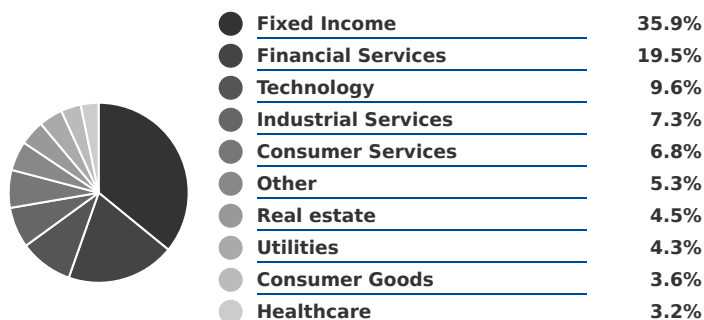 Fixed Income 35.9%
Financial Services 19.5%
Technology 9.6%
Industrial Services 7.3%
Consumer Services 6.8%
Other 5.3%
Real estate 4.5%
Utilities 4.3%
Consumer Goods 3.6%
Healthcare 3.2%